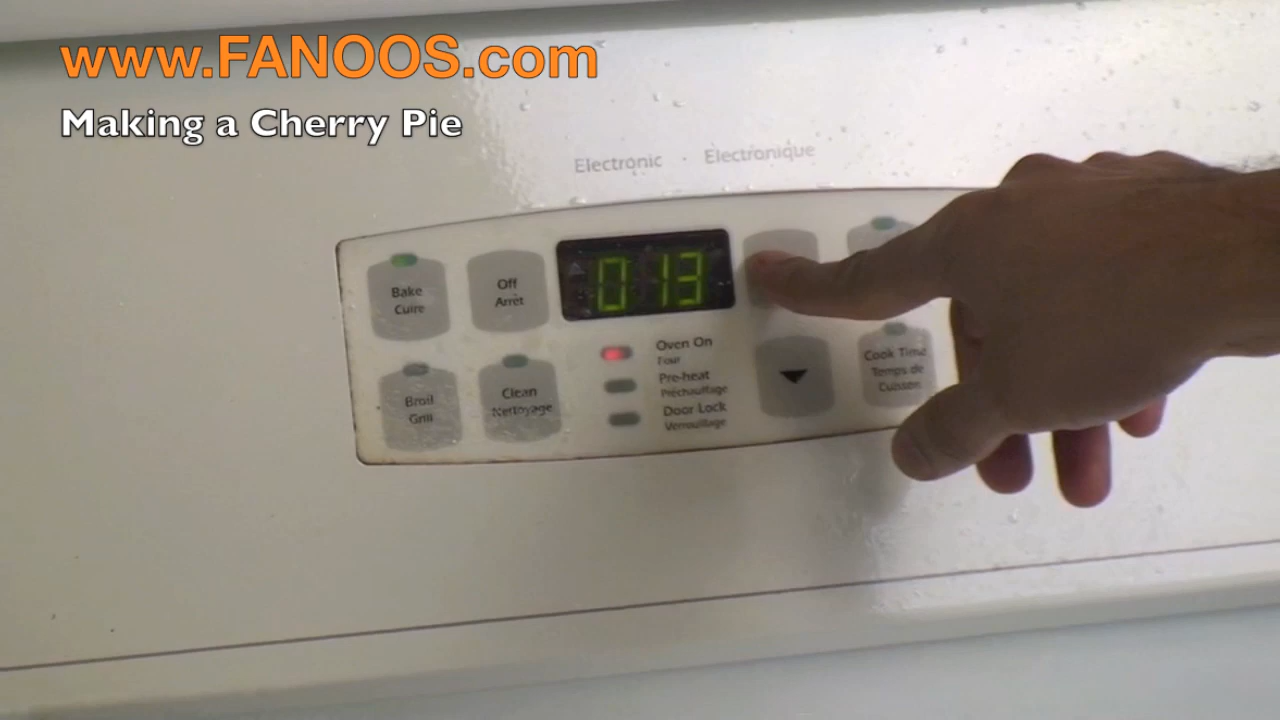 www.FANOOS.com
Making a Cherry Pie
Electronic · Electronique
Bake
Cuire
Off
Arrêt
013
Oven On
Four
Pre-heat
Préchauffage
Door Lock
Verrouillage
Broil
Gril
Clean
Nettoyage
Cook Time
Temps de
Cuisson